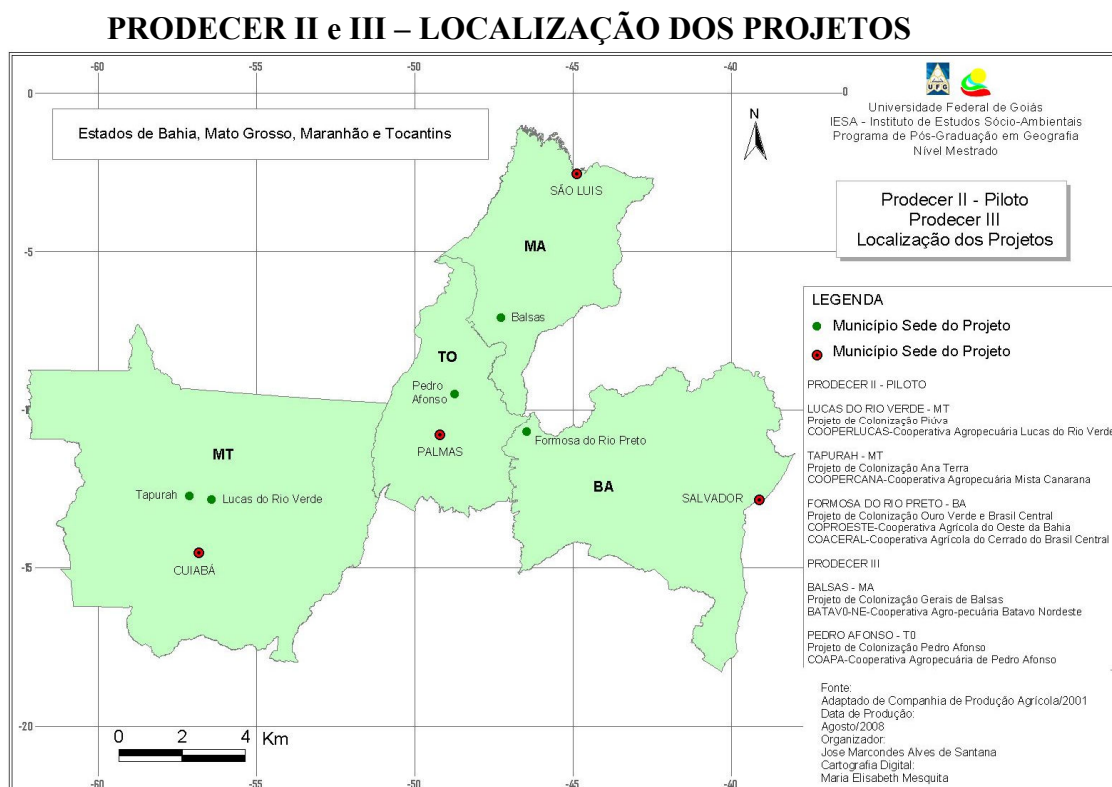 PRODECER II e III – LOCALIZAÇÃO DOS PROJETOS
-60 -55 -50 -45 -40
0 0
Estados de Bahia, Mato Grosso, Maranhão e Tocantins
N
UFG
Universidade Federal de Goiás
IESA - Instituto de Estudos Sócio-Ambientais
Programa de Pós-Graduação em Geografia
Nível Mestrado
Prodecer II - Piloto
Prodecer III
Localização dos Projetos
SÃO LUIS
-5
MA
Balsas
TO
Pedro
Afonso
PALMAS
Formosa do Rio Preto
MT
Tapurah
Lucas do Rio Verde
CUIABÁ
BA
SALVADOR
-15
-20
0 2 4 Km
-60 -55 -50 -45 -40
LEGENDA
Município Sede do Projeto
Município Sede do Projeto
PRODECER II - PILOTO
LUCAS DO RIO VERDE - MT
Projeto de Colonização Piúva
COOPERLUCAS-Cooperativa Agropecuária Lucas do Rio Verde
TAPURAH - MT
Projeto de Colonização Ana Terra
COOPERCANA-Cooperativa Agropecuária Mista Canarana
FORMOSA DO RIO PRETO - BA
Projeto de Colonização Ouro Verde e Brasil Central
COPROESTE-Cooperativa Agrícola do Oeste da Bahia
COACERAL-Cooperativa Agrícola do Cerrado do Brasil Central
PRODECER III
BALSAS - MA
Projeto de Colonização Gerais de Balsas
BATAV0-NE-Cooperativa Agro-pecuária Batavo Nordeste
PEDRO AFONSO - T0
Projeto de Colonização Pedro Afonso
COAPA-Cooperativa Agropecuária de Pedro Afonso
Fonte:
Adaptado de Companhia de Produção Agrícola/2001
Data de Produção:
Agosto/2008
Organizador:
Jose Marcondes Alves de Santana
Cartografia Digital:
Maria Elisabeth Mesquita